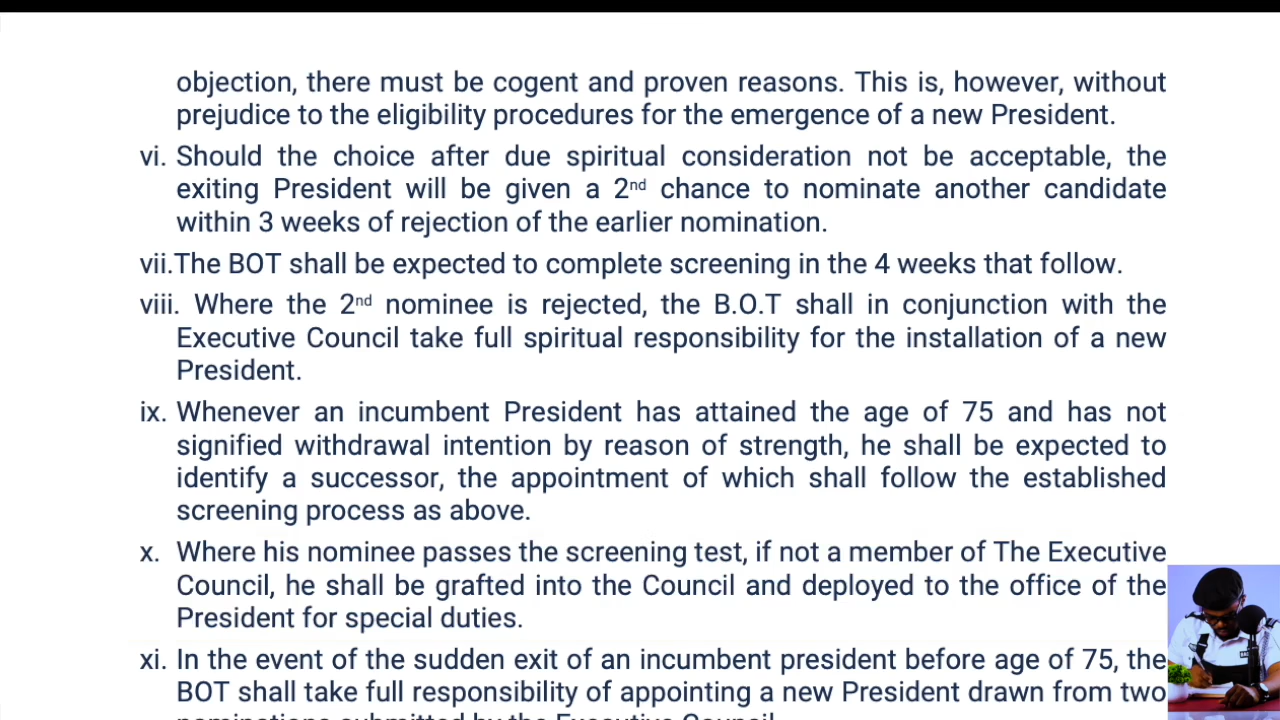 objection, there must be cogent and proven reasons. This is, however, without
prejudice to the eligibility procedures for the emergence of a new President.
vi. Should the choice after due spiritual consideration not be acceptable, the
exiting President will be given a 2nd chance to nominate another candidate
within 3 weeks of rejection of the earlier nomination.
vii.The BOT shall be expected to complete screening in the 4 weeks that follow.
viii. Where the 2nd nominee is rejected, the B.O.T shall in conjunction with the
Executive Council take full spiritual responsibility for the installation of a new
President.
ix. Whenever an incumbent President has attained the age of 75 and has not
signified withdrawal intention by reason of strength, he shall be expected to
identify a successor, the appointment of which shall follow the established
screening process as above.
x. Where his nominee passes the screening test, if not a member of The Executive
Council, he shall be grafted into the Council and deployed to the office of the
President for special duties.
xi. In the event of the sudden exit of an incumbent president before age of 75, the
BOT shall take full responsibility of appointing a new President drawn from two
nominations submitted by the Executive Council